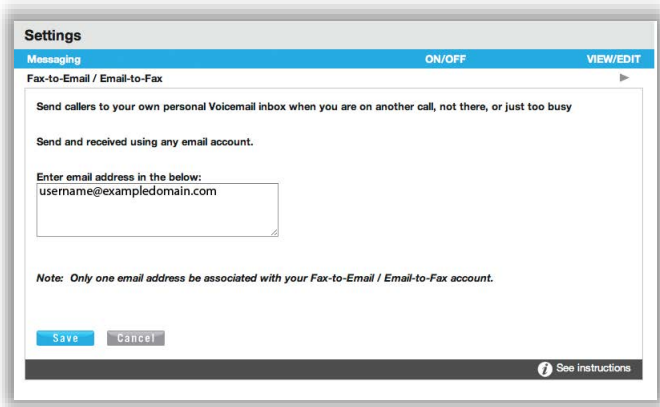 Settings
Messaging ON/OFF VIEW/EDIT
Fax-to-Email / Email-to-Fax
Send callers to your own personal Voicemail inbox when you are on another call, not there, or just too busy
Send and received using any email account.
Enter email address in the below:
username@exampledomain.com
Note: Only one email address be associated with your Fax-to-Email / Email-to-Fax account.
Save Cancel
i See instructions